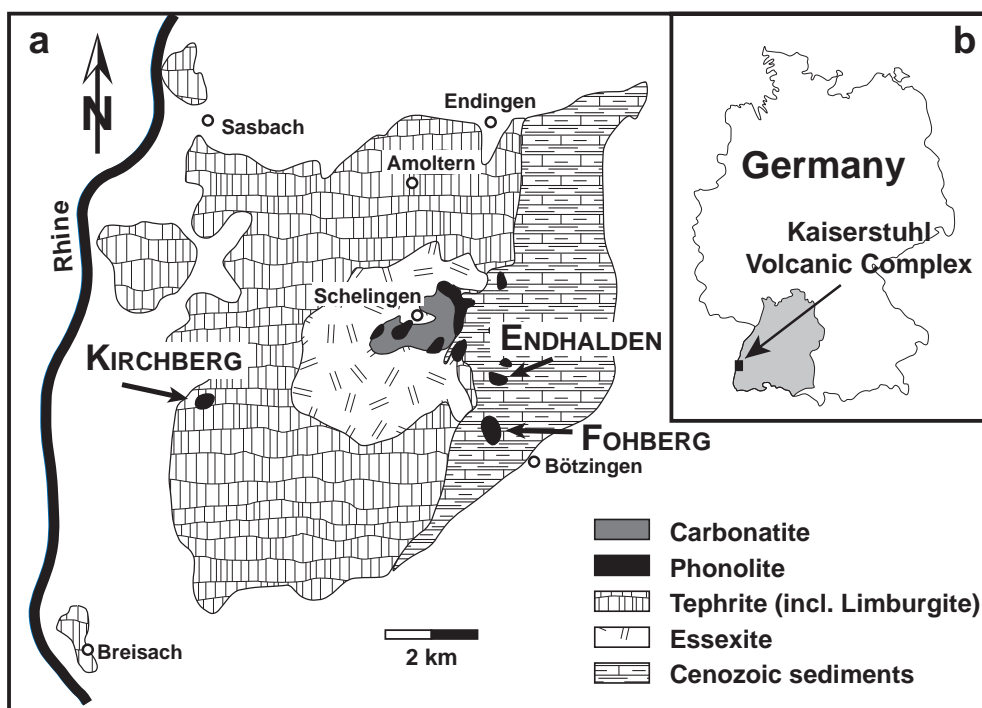 a
N
Rhine
Sasbach
Endingen
Amoltern
Schelingen
KIRCHBERG
ENDHALDEN
FOHBERG
Bötzingen
Breisach
2 km
b
Germany
Kaiserstuhl
Volcanic Complex
Carbonatite
Phonolite
Tephrite (incl. Limburgite)
Essexite
Cenozoic sediments